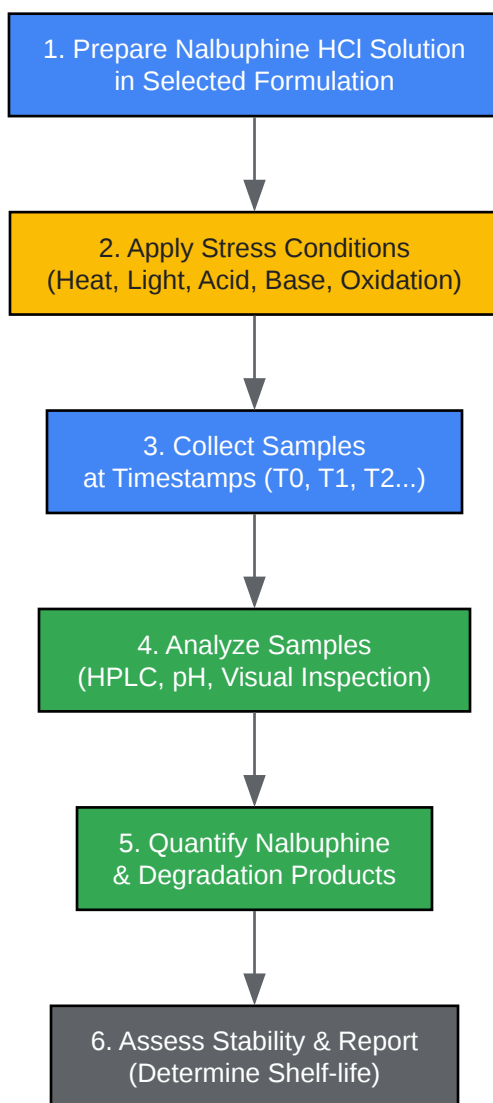 1. Prepare Nalbuphine HCl Solution
in Selected Formulation
2. Apply Stress Conditions
(Heat, Light, Acid, Base, Oxidation)
3. Collect Samples
at Timestamps (T0, T1, T2...)
4. Analyze Samples
(HPLC, pH, Visual Inspection)
5. Quantify Nalbuphine
& Degradation Products
6. Assess Stability & Report
(Determine Shelf-life)